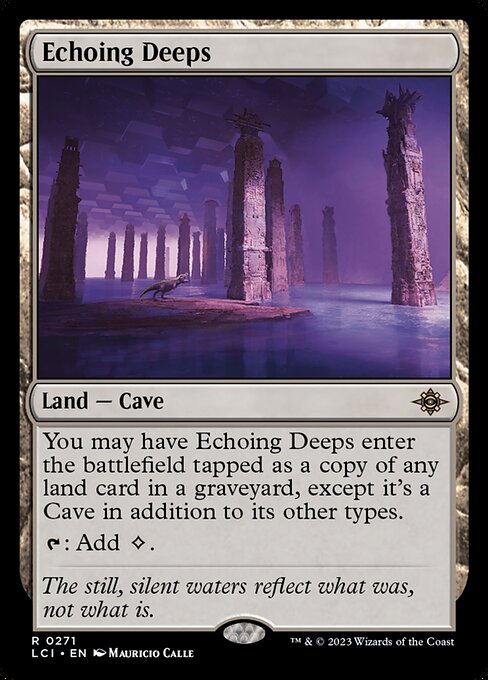 Echoing Deeps
Land — Cave
You may have Echoing Deeps enter
the battlefield tapped as a copy of any
land card in a graveyard, except it's a
Cave in addition to its other types.
: Add .
The still, silent waters reflect what was,
not what is.
R 0271
LCI • EN Mauricio Calle
™ & © 2023 Wizards of the Coast